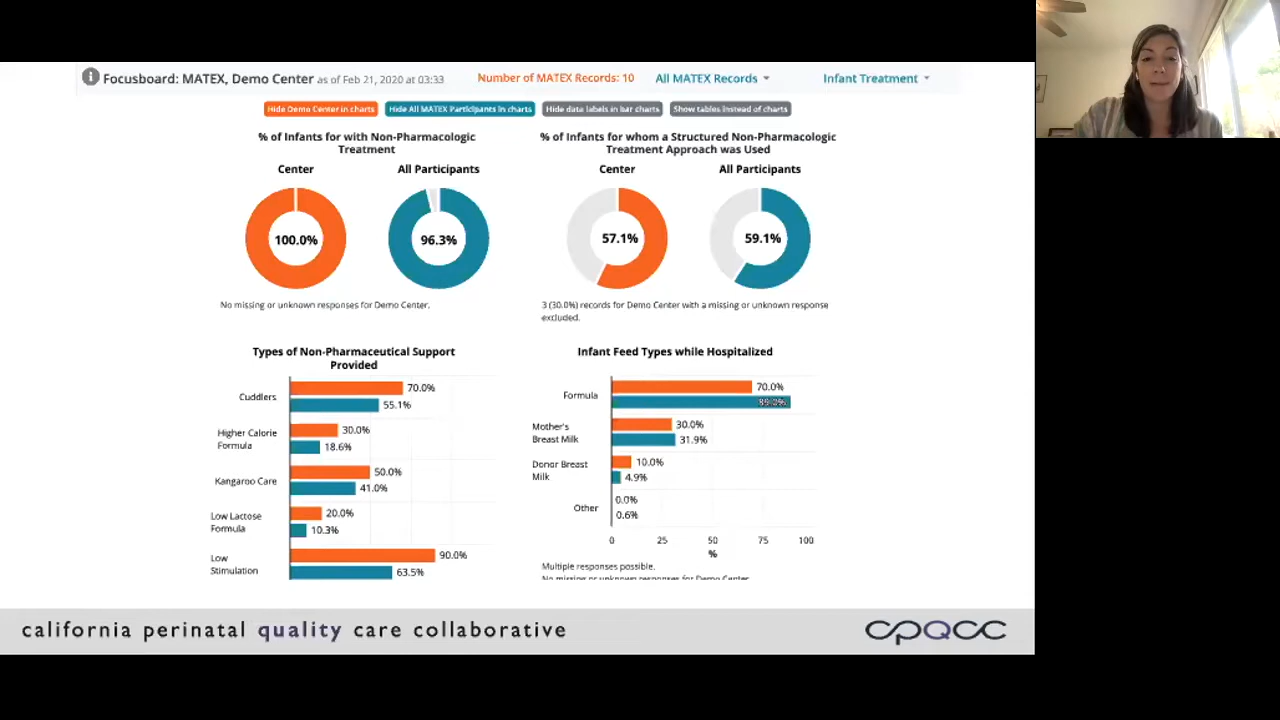 Focusboard: MATEX, Demo Center as of Feb 21, 2020 at 03:33
Number of MATEX Records: 10
All MATEX Records
Infant Treatment
Hide Demo Center in charts
Hide All MATEX Participants in charts
Hide data labels in bar charts
Show tables instead of charts
% of Infants for with Non-Pharmacologic
Treatment
Center
All Participants
100.0%
96.3%
No missing or unknown responses for Demo Center.
% of Infants for whom a Structured Non-Pharmacologic
Treatment Approach was Used
Center
All Participants
57.1%
59.1%
3 (30.0%) records for Demo Center with a missing or unknown response
excluded.
Types of Non-Pharmaceutical Support
Provided
Cuddlers
70.0%
55.1%
Higher Calorie
Formula
30.0%
18.6%
Kangaroo Care
50.0%
41.0%
Low Lactose
Formula
20.0%
10.3%
Low
Stimulation
90.0%
63.5%
Infant Feed Types while Hospitalized
Formula
70.0%
89.0%
Mother's
Breast Milk
30.0%
31.9%
Donor Breast
Milk
10.0%
4.9%
Other
0.0%
0.6%
0 25 50 75 100
%
Multiple responses possible.
No missing or unknown responses for Demo Center
california perinatal quality care collaborative
cpqcc